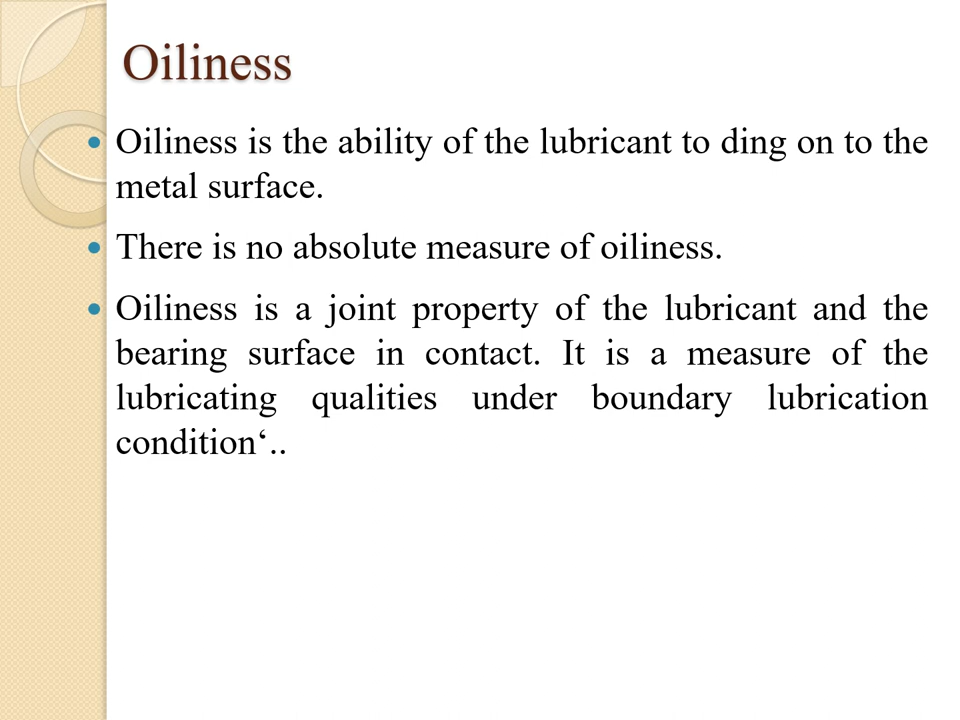 Oiliness
• Oiliness is the ability of the lubricant to ding on to the
metal surface.
• There is no absolute measure of oiliness.
• Oiliness is a joint property of the lubricant and the
bearing surface in contact. It is a measure of the
lubricating qualities under boundary lubrication
condition‘..